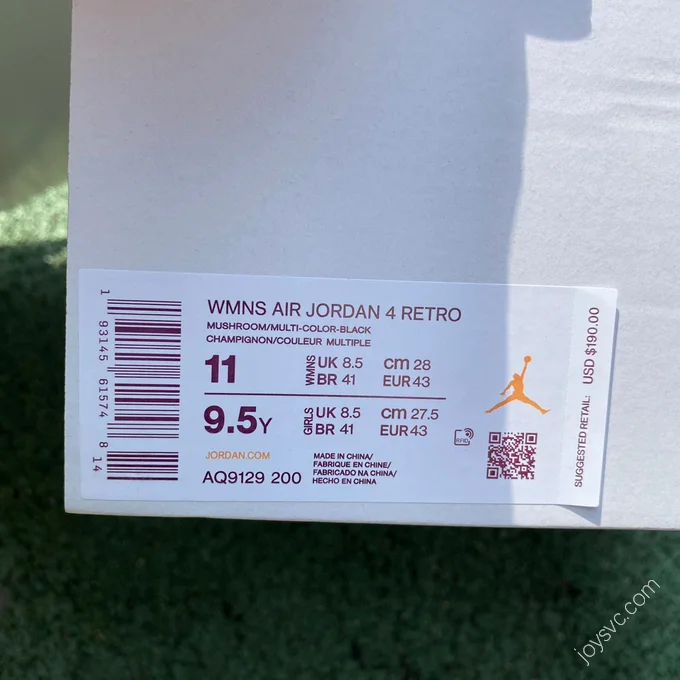 WMNS AIR JORDAN 4 RETRO
MUSHROOM/MULTI-COLOR-BLACK
CHAMPIGNON/COULEUR MULTIPLE
11 WMNS UK 8.5 cm 28
BR 41 EUR 43
9.5Y GIRLS UK 8.5 cm 27.5
BR 41 EUR 43
JORDAN.COM
AQ9129 200
MADE IN CHINA/
FABRIQUE EN CHINE/
FABRICADO NA CHINA/
HECHO EN CHINA
RFID
1 93145 61574 8 14
SUGGESTED RETAIL: USD $190.00
joysvc.com